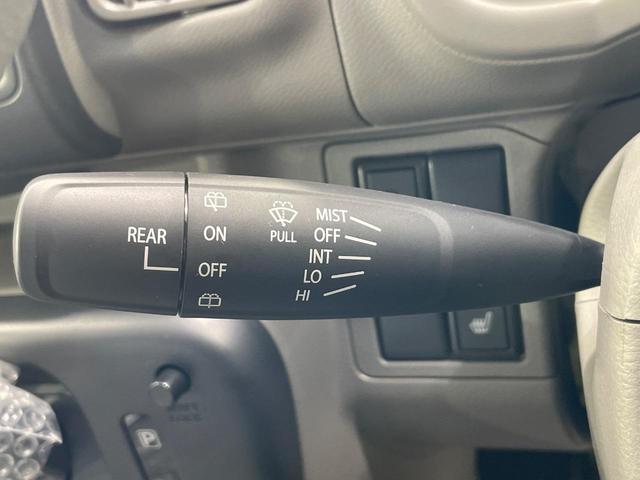 REAR
ON
OFF
PULL
MIST
OFF
INT
LO
HI
P